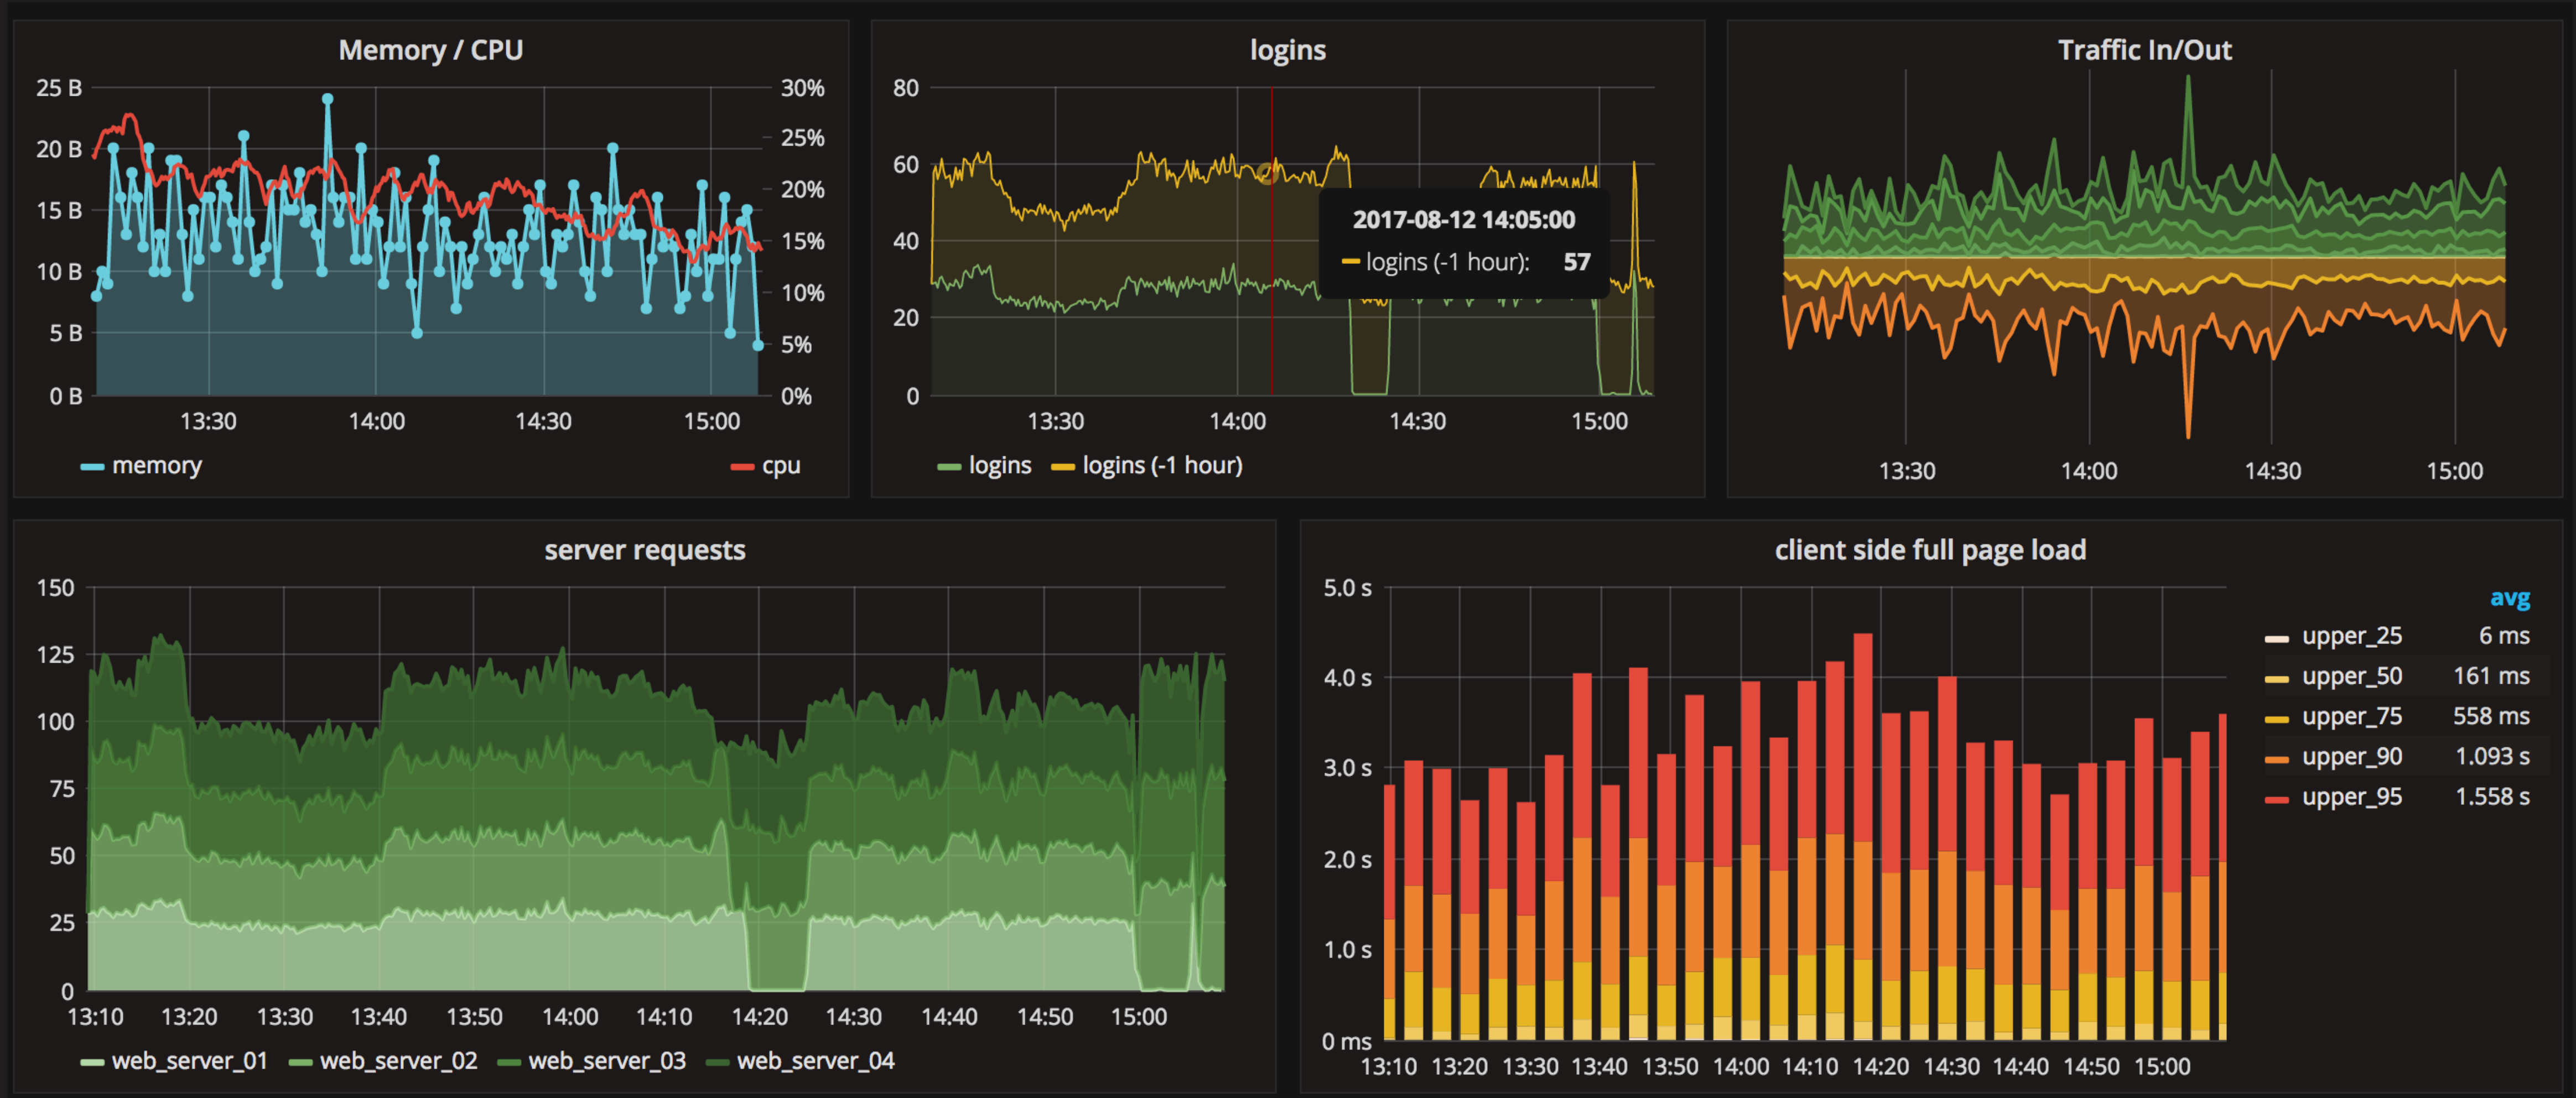 Memory / CPU
25 B
20 B
15 B
10 B
5 B
0 B
30%
25%
20%
15%
10%
5%
0%
13:30 14:00 14:30 15:00
memory cpu
logins
80
60
40
20
0
2017-08-12 14:05:00
logins (-1 hour): 57
13:30 14:00 14:30 15:00
logins logins (-1 hour)
Traffic In/Out
13:30 14:00 14:30 15:00
server requests
150
125
100
75
50
25
0
13:10 13:20 13:30 13:40 13:50 14:00 14:10 14:20 14:30 14:40 14:50 15:00
web_server_01 web_server_02 web_server_03 web_server_04
client side full page load
5.0 s
4.0 s
3.0 s
2.0 s
1.0 s
0 ms
13:10 13:20 13:30 13:40 13:50 14:00 14:10 14:20 14:30 14:40 14:50 15:00
avg
upper_25 6 ms
upper_50 161 ms
upper_75 558 ms
upper_90 1.093 s
upper_95 1.558 s